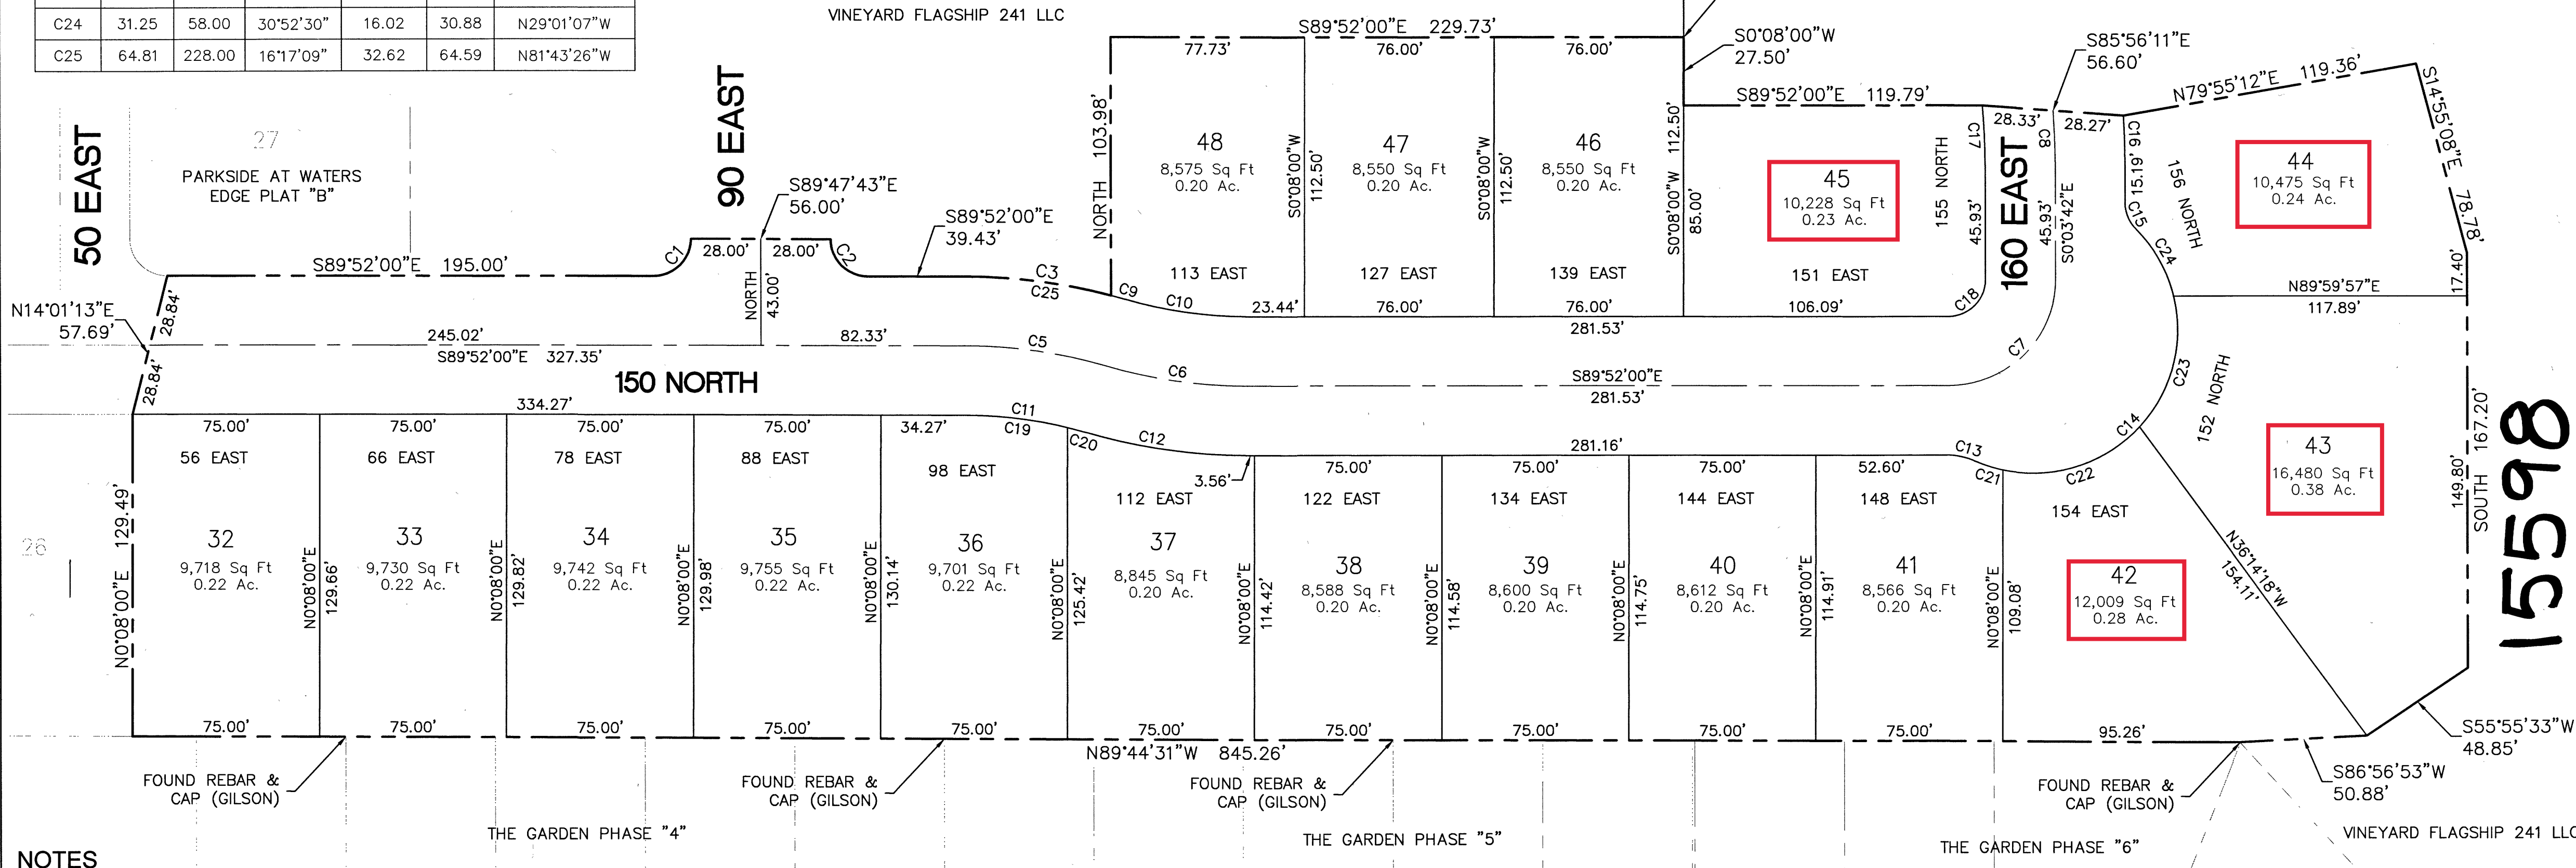 C24 31.25 58.00 30°52'30" 16.02 30.88 N29°01'07"W
C25 64.81 228.00 16°17'09" 32.62 64.59 N81°43'26"W
VINEYARD FLAGSHIP 241 LLC
S89°52'00"E 229.73'
77.73' 76.00' 76.00'
S0°08'00"W
27.50'
S85°56'11"E
56.60'
N79°55'12"E 119.36'
S14°55'08"E 78.78'
50 EAST
27
PARKSIDE AT WATERS
EDGE PLAT "B"
90 EAST
S89°47'43"E
56.00'
S89°52'00"E
39.43'
NORTH 103.98'
48
8,575 Sq Ft
0.20 Ac.
113 EAST
S0°08'00"W
112.50'
47
8,550 Sq Ft
0.20 Ac.
127 EAST
S0°08'00"W
112.50'
46
8,550 Sq Ft
0.20 Ac.
139 EAST
S0°08'00"W 112.50'
85.00'
S89°52'00"E 119.79'
45
10,228 Sq Ft
0.23 Ac.
151 EAST
155 NORTH
C17
45.93'
28.33' 28.27'
160 EAST
C8
45.93'
S0°03'42"E
C16
15.19'
C15
C24
156 NORTH
44
10,475 Sq Ft
0.24 Ac.
17.40'
N89°59'57"E
117.89'
S89°52'00"E 195.00'
C1
28.00' 28.00'
C2
NORTH
43.00'
C3
C25
C9
C10
23.44' 76.00' 76.00' 106.09'
C18
281.53'
N14°01'13"E
57.69'
28.84'
28.84'
245.02' 82.33'
S89°52'00"E 327.35'
C5
C6
S89°52'00"E
281.53'
C7
150 NORTH
334.27'
75.00' 75.00' 75.00' 75.00' 34.27'
C11
C19
C20
C12
3.56'
281.16'
75.00' 75.00' 75.00' 52.60'
C13
C21
C22
C14
C23
152 NORTH
43
16,480 Sq Ft
0.38 Ac.
149.80'
SOUTH 167.20'
15598
26
N0°08'00"E 129.49'
56 EAST
32
9,718 Sq Ft
0.22 Ac.
N0°08'00"E
129.66'
66 EAST
33
9,730 Sq Ft
0.22 Ac.
N0°08'00"E
129.82'
78 EAST
34
9,742 Sq Ft
0.22 Ac.
N0°08'00"E
129.98'
88 EAST
35
9,755 Sq Ft
0.22 Ac.
N0°08'00"E
130.14'
98 EAST
36
9,701 Sq Ft
0.22 Ac.
N0°08'00"E
125.42'
112 EAST
37
8,845 Sq Ft
0.20 Ac.
N0°08'00"E
114.42'
122 EAST
38
8,588 Sq Ft
0.20 Ac.
N0°08'00"E
114.58'
134 EAST
39
8,600 Sq Ft
0.20 Ac.
N0°08'00"E
114.75'
144 EAST
40
8,612 Sq Ft
0.20 Ac.
N0°08'00"E
114.91'
148 EAST
41
8,566 Sq Ft
0.20 Ac.
N0°08'00"E
109.08'
154 EAST
42
12,009 Sq Ft
0.28 Ac.
N36°14'18"W
154.11'
75.00' 75.00' 75.00' 75.00' 75.00' 75.00' 75.00' 75.00' 75.00' 75.00' 95.26'
N89°44'31"W 845.26'
S55°55'33"W
48.85'
S86°56'53"W
50.88'
FOUND REBAR &
CAP (GILSON)
FOUND REBAR &
CAP (GILSON)
FOUND REBAR &
CAP (GILSON)
FOUND REBAR &
CAP (GILSON)
THE GARDEN PHASE "4"
THE GARDEN PHASE "5"
THE GARDEN PHASE "6"
VINEYARD FLAGSHIP 241 LLC
NOTES